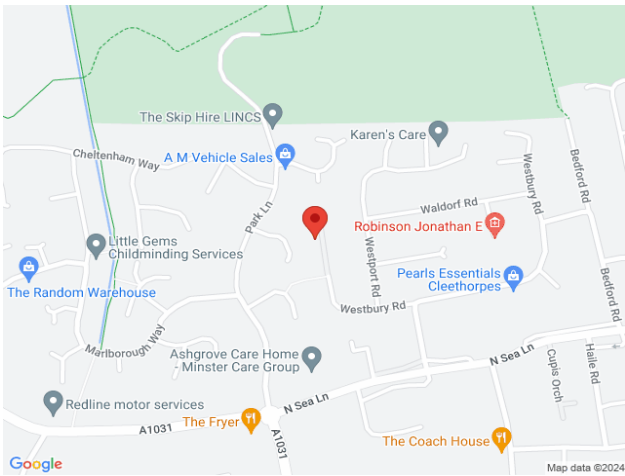 The Skip Hire LINCS
Karen's Care
Cheltenham Way
A M Vehicle Sales
Westbury Rd
Bedford Rd
Park Ln
Waldorf Rd
Robinson Jonathan E
Little Gems
Childminding Services
Westport Rd
The Random Warehouse
Pearls Essentials
Cleethorpes
Bedford Rd
Westbury Rd
Marlborough Way
Ashgrove Care Home
- Minster Care Group
N Sea Ln
Cupis Orch
Haile Rd
Redline motor services
N Sea Ln
The Fryer
A1031
A1031
The Coach House
Google
Map data ©2024